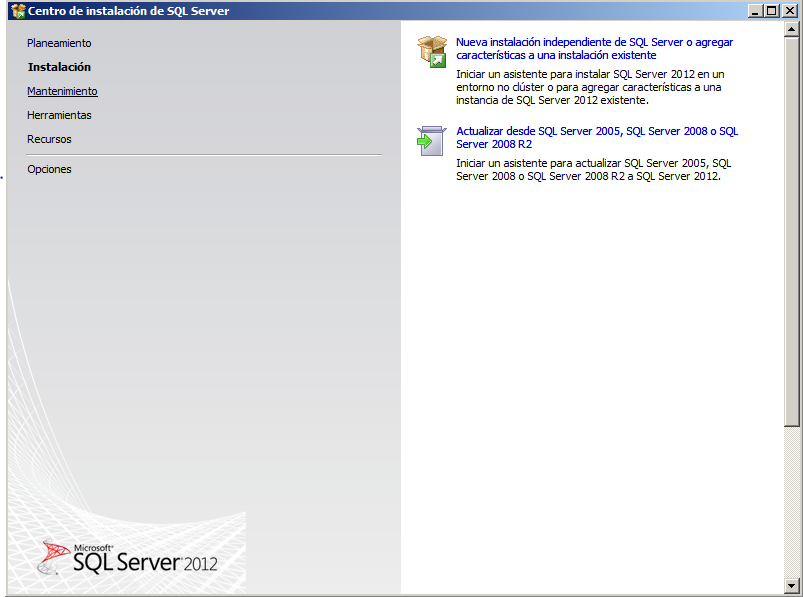 Centro de instalación de SQL Server
Planeamiento
Instalación
Mantenimiento
Herramientas
Recursos
Opciones
Nueva instalación independiente de SQL Server o agregar
características a una instalación existente
Iniciar un asistente para instalar SQL Server 2012 en un
entorno no clúster o para agregar características a una
instancia de SQL Server 2012 existente.
Actualizar desde SQL Server 2005, SQL Server 2008 o SQL
Server 2008 R2
Iniciar un asistente para actualizar SQL Server 2005, SQL
Server 2008 o SQL Server 2008 R2 a SQL Server 2012.
Microsoft®
SQL Server® 2012